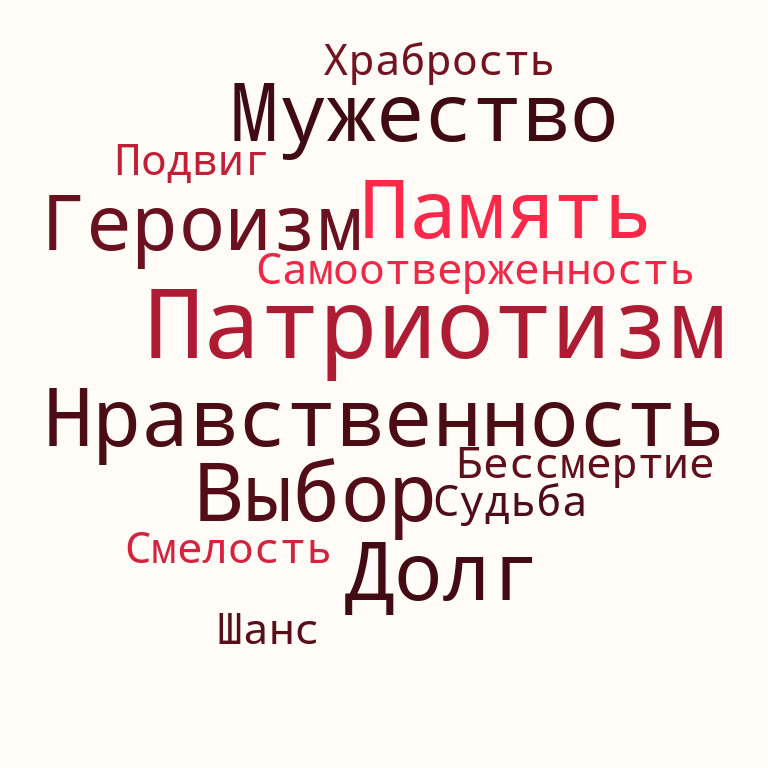 Храбрость
Мужество
Подвиг
Героизм
Память
Самоотверженность
Патриотизм
Нравственность
Бессмертие
Выбор
Судьба
Смелость
Долг
Шанс